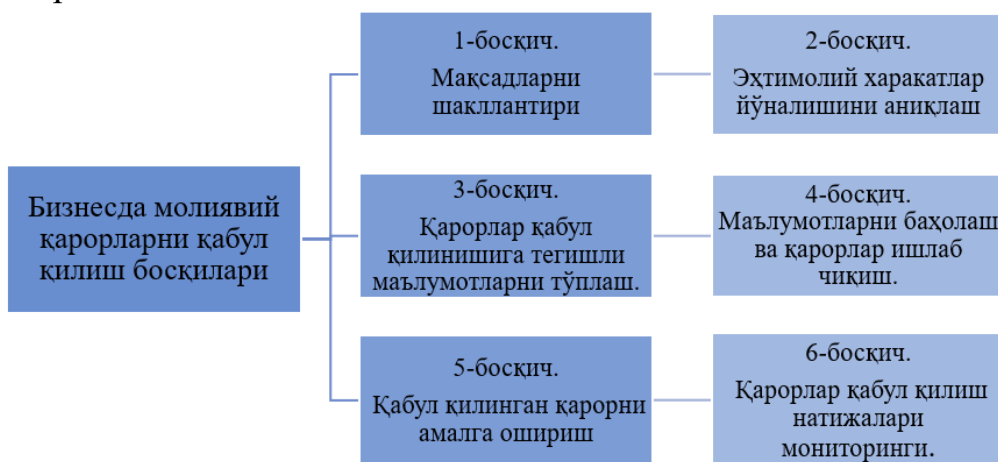 Бизнесда молиявий
қарорларни қабул
қилиш босқилари
1-босқич.
Мақсадларни
шакллантири
2-босқич.
Эҳтимолий харакатлар
йўналишини аниқлаш
3-босқич.
Қарорлар қабул
қилинишига тегишли
маълумотларни тўплаш.
4-босқич.
Маълумотларни баҳолаш
ва қарорлар ишлаб
чиқиш.
5-босқич.
Қабул қилинган қарорни
амалга ошириш
6-босқич.
Қарорлар қабул қилиш
натижалари
мониторинги.